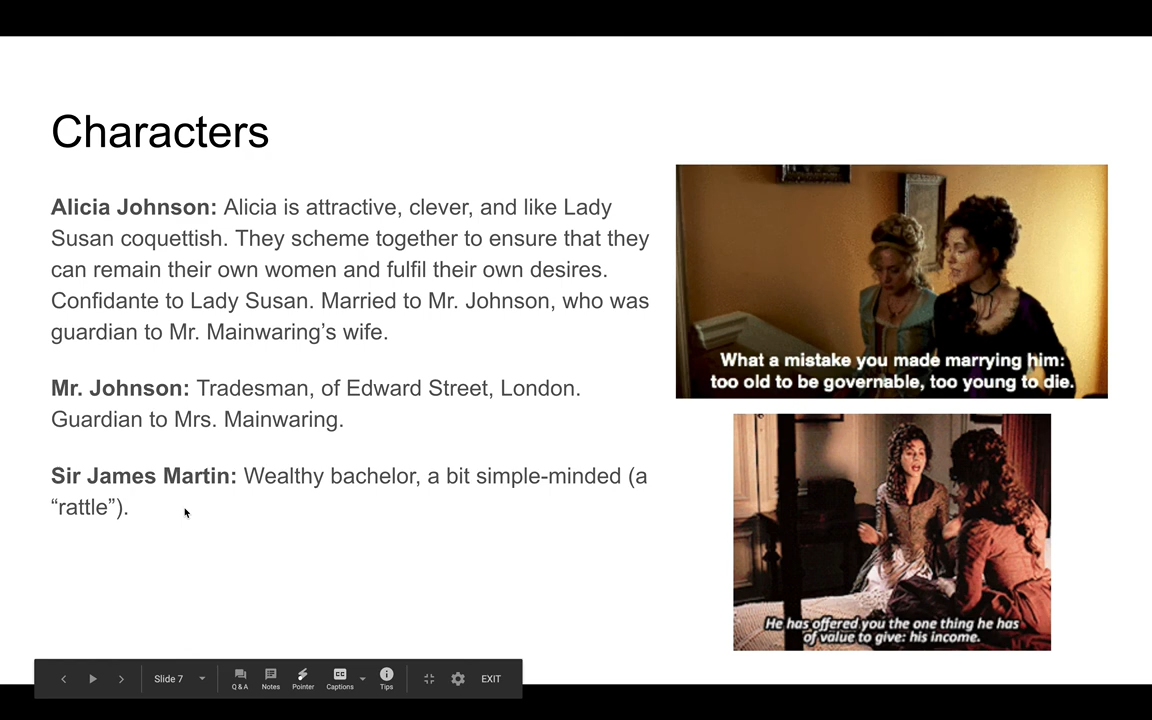 Characters
Alicia Johnson: Alicia is attractive, clever, and like Lady
Susan coquettish. They scheme together to ensure that they
can remain their own women and fulfil their own desires.
Confidante to Lady Susan. Married to Mr. Johnson, who was
guardian to Mr. Mainwaring’s wife.
Mr. Johnson: Tradesman, of Edward Street, London.
Guardian to Mrs. Mainwaring.
Sir James Martin: Wealthy bachelor, a bit simple-minded (a
“rattle”).
What a mistake you made marrying him:
too old to be governable, too young to die.
He has offered you the one thing he has
of value to give: his income.
Slide 7
Q & A
Notes
Pointer
CC
Captions
Tips
EXIT